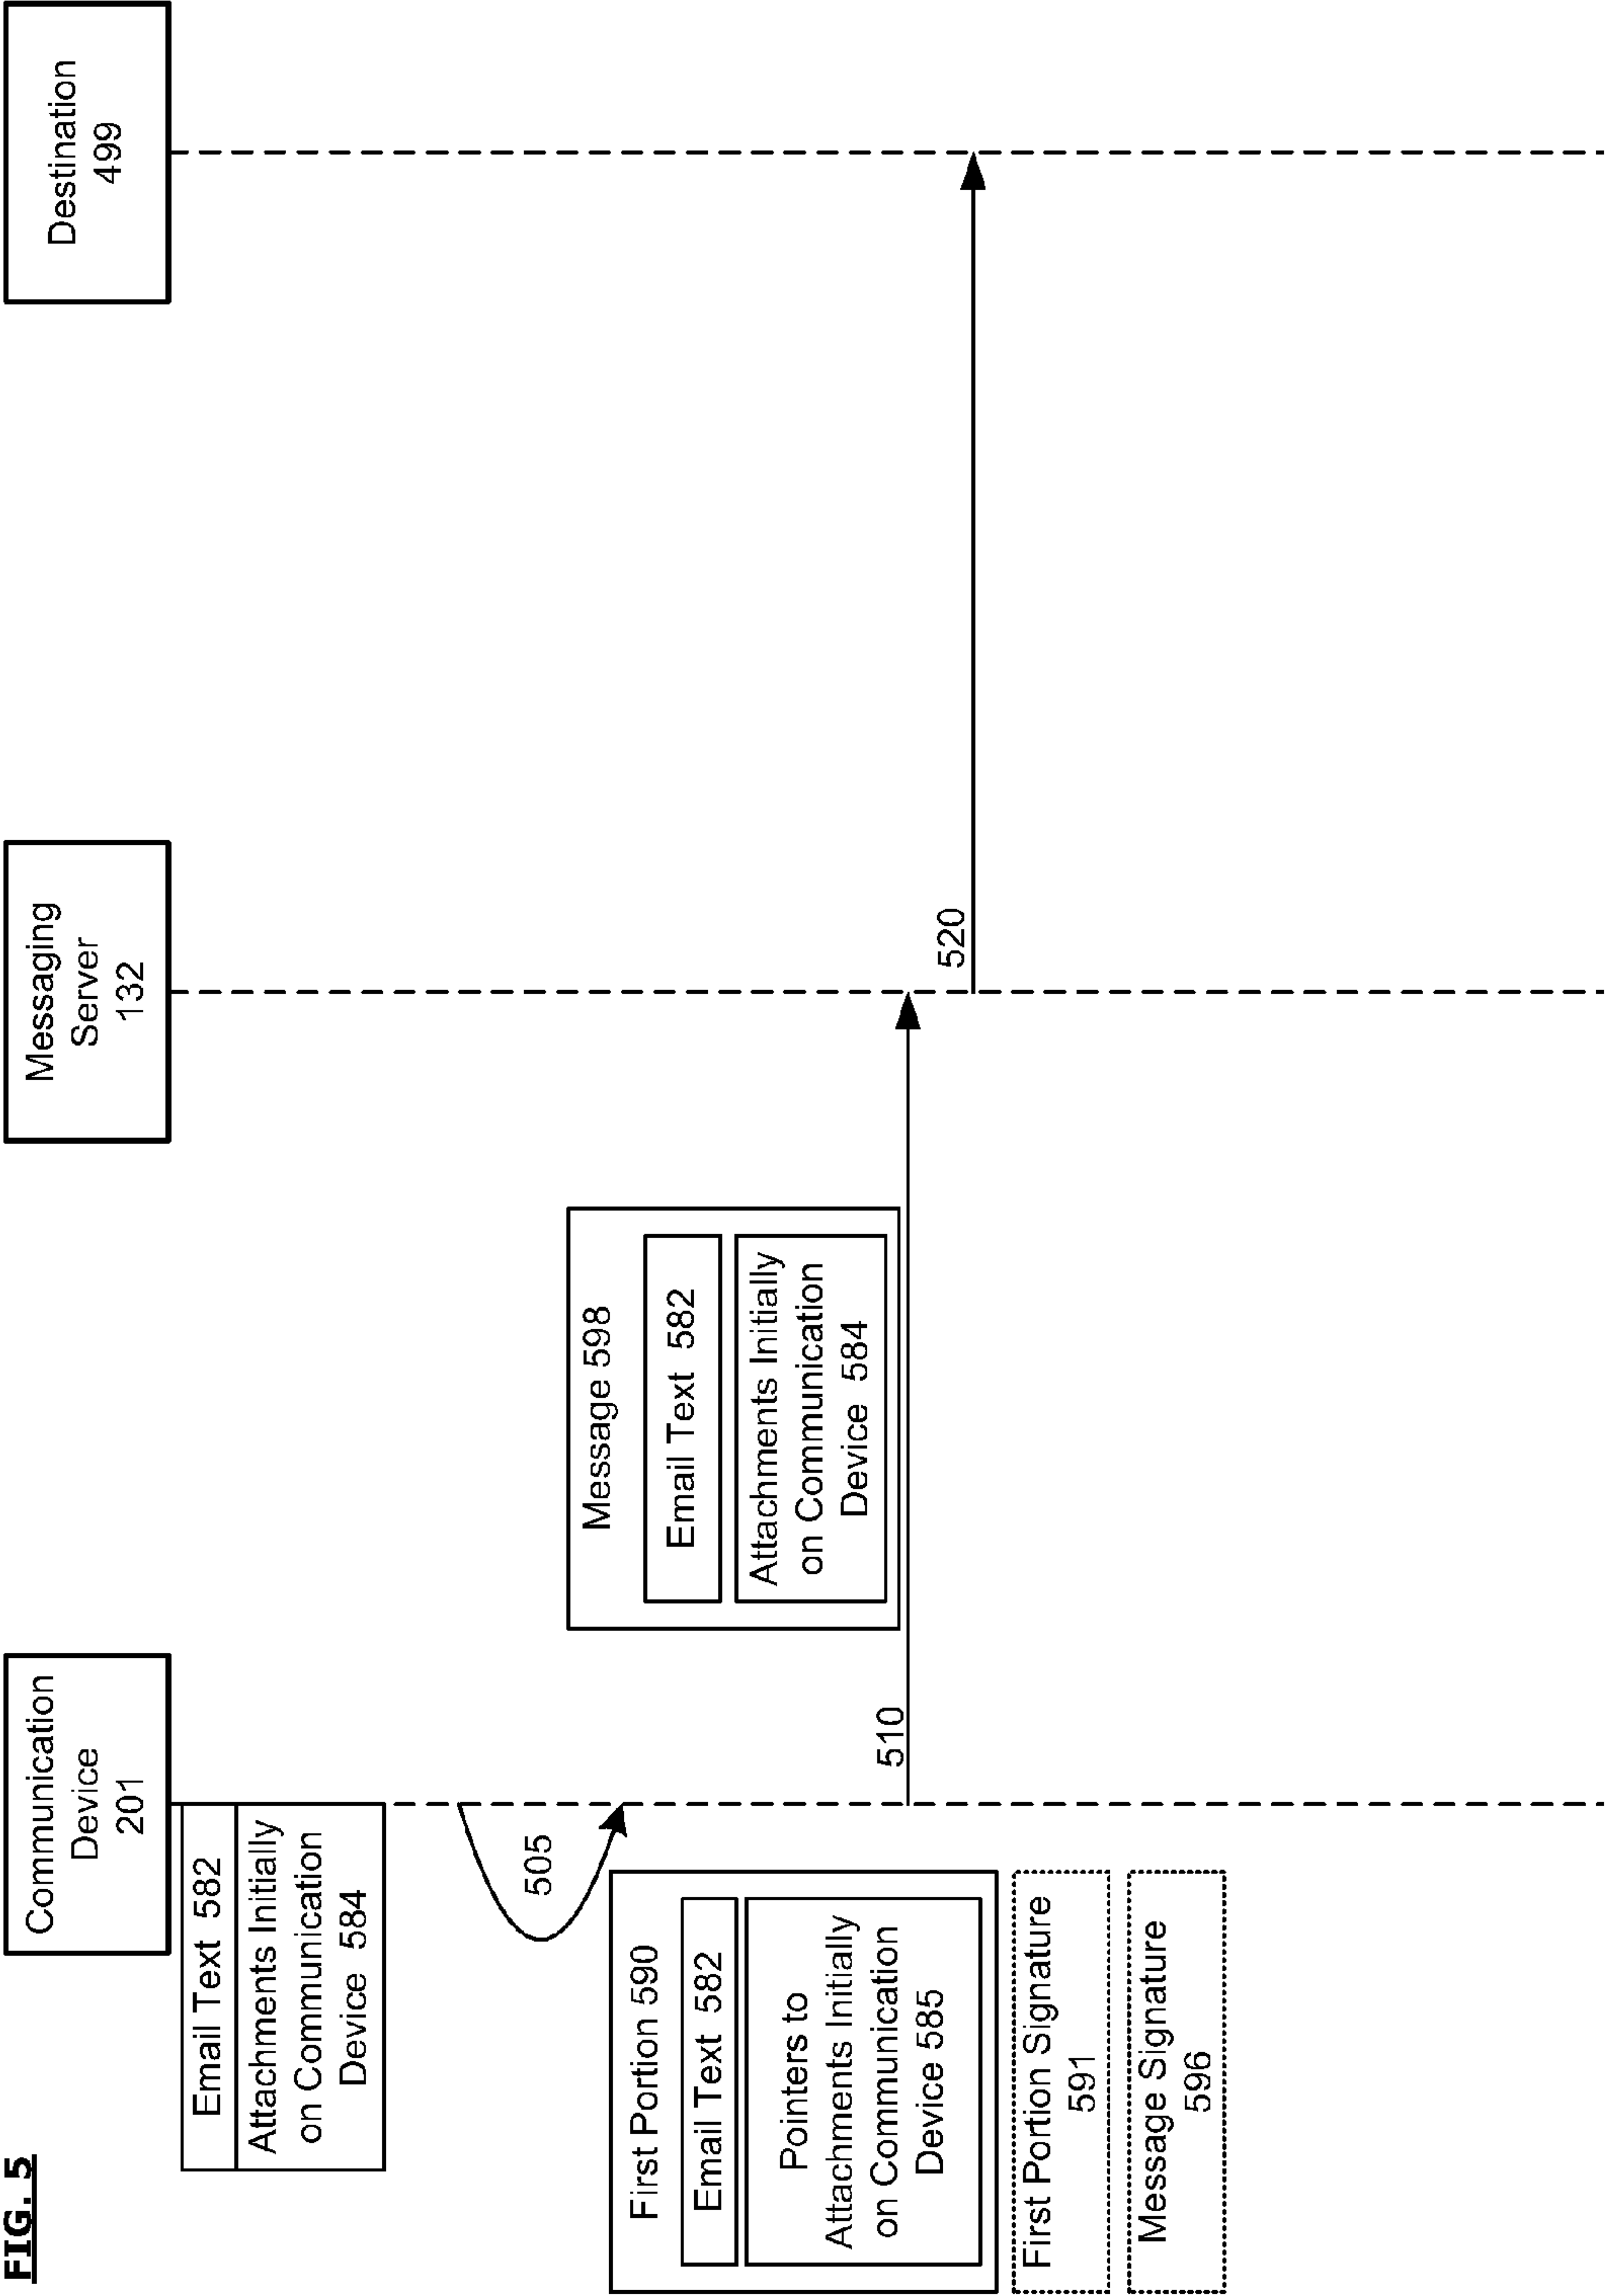 FIG. 5
Communication
Device
201
Messaging
Server
132
Destination
499
Email Text 582
Attachments Initially
on Communication
Device 584
505
First Portion 590
Email Text 582
Pointers to
Attachments Initially
on Communication
Device 585
First Portion Signature
591
Message Signature
596
Message 598
Email Text 582
Attachments Initially
on Communication
Device 584
510
520